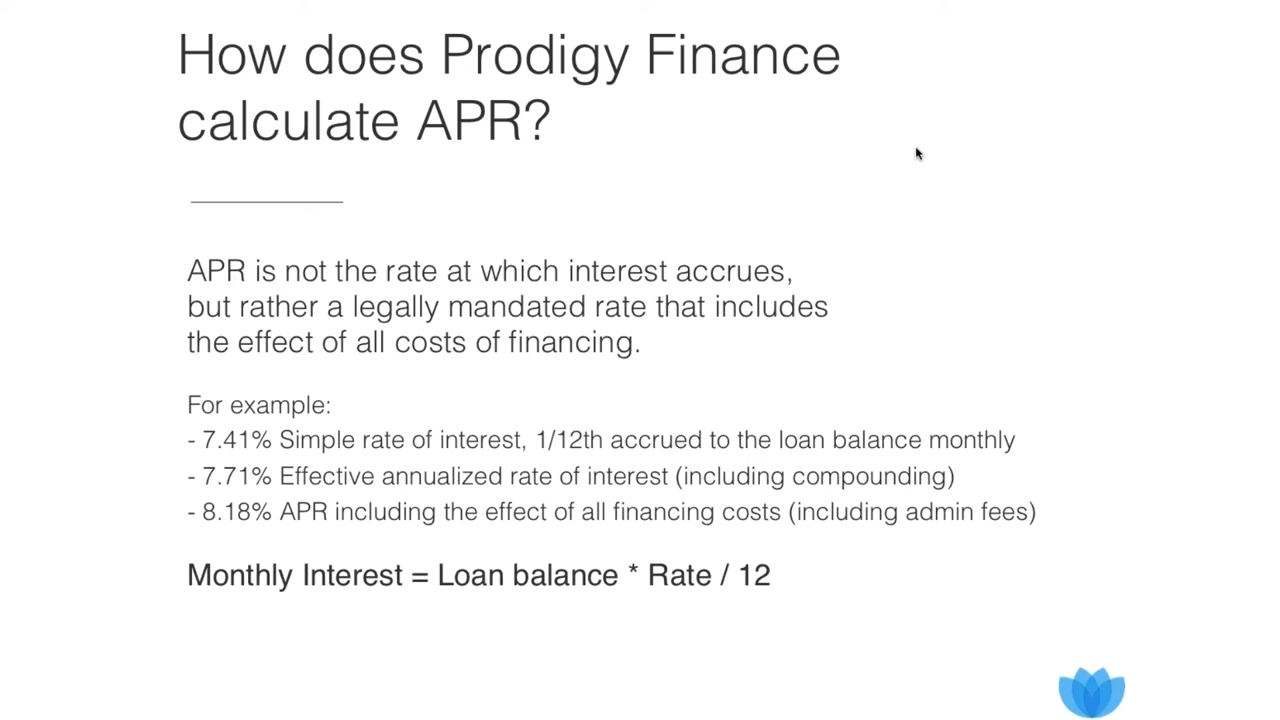 How does Prodigy Finance
calculate APR?
APR is not the rate at which interest accrues,
but rather a legally mandated rate that includes
the effect of all costs of financing.
For example:
- 7.41% Simple rate of interest, 1/12th accrued to the loan balance monthly
- 7.71% Effective annualized rate of interest (including compounding)
- 8.18% APR including the effect of all financing costs (including admin fees)
Monthly Interest = Loan balance * Rate / 12